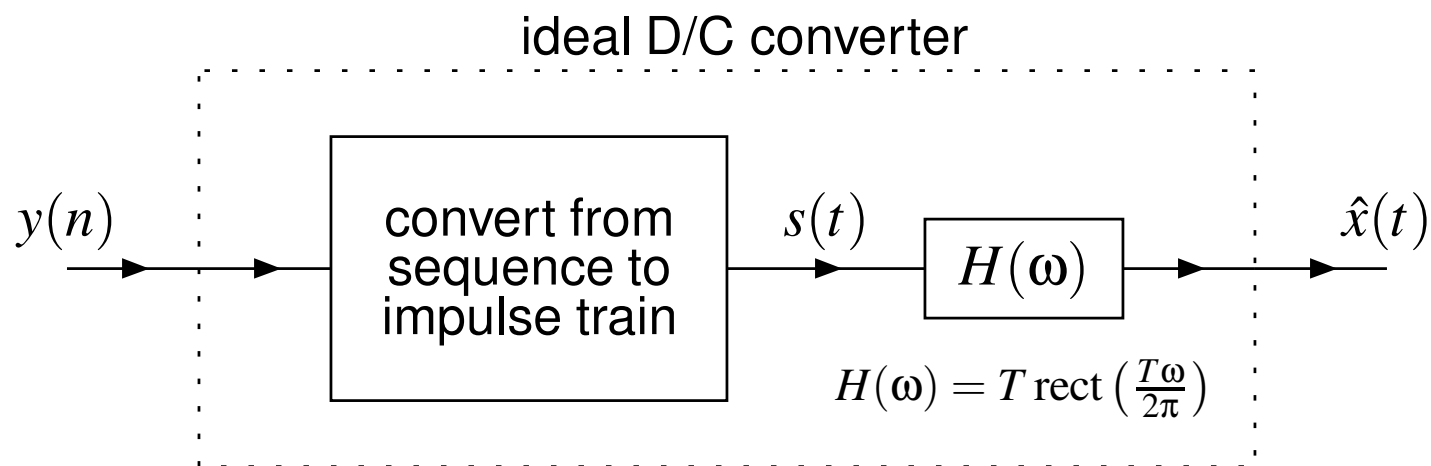 ideal D/C converter
y(n)
convert from
sequence to
impulse train
s(t)
H(ω)
x̂(t)
H(ω) = T rect (Tω/2π)